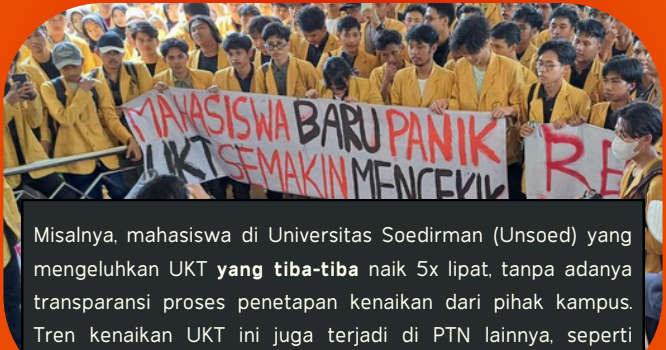 MAHASISWA BARU PANIK
UKT SEMAKIN MENCEKIK
RE
Misalnya, mahasiswa di Universitas Soedirman (Unsoed) yang
mengeluhkan UKT yang tiba-tiba naik 5x lipat, tanpa adanya
transparansi proses penetapan kenaikan dari pihak kampus.
Tren kenaikan UKT ini juga terjadi di PTN lainnya, seperti